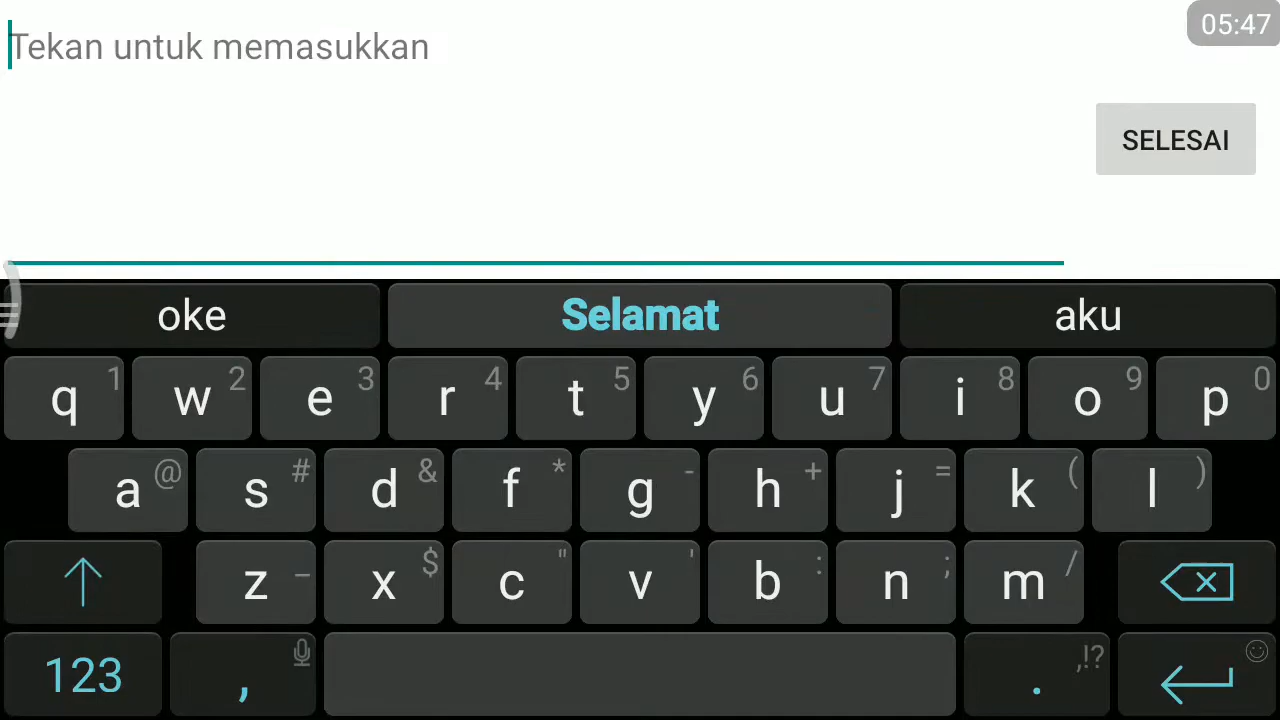 Tekan untuk memasukkan
05:47
SELESAI
oke Selamat aku
q 1 w 2 e 3 r 4 t 5 y 6 u 7 i 8 o 9 p 0
a @ s # d & f * g - h + j = k ( l )
z _ x $ c " v ' b : n ; m /
123 , . ,!?